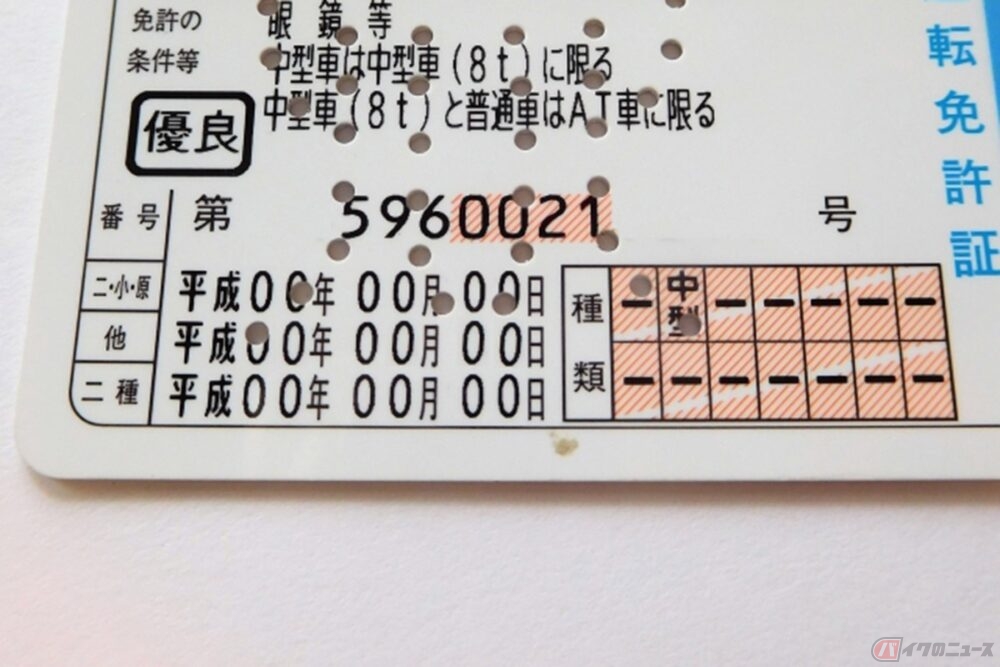 免許の
条件等
眼鏡等
中型車は中型車(8t)に限る
中型車(8t)と普通車はAT車に限る
優良
番号 第 5960021 号
二・小・原 平成00年 00月 00日
他 平成00年 00月 00日
二種 平成00年 00月 00日
種類
— 中型 — — — — —
— — — — — — —
転免許証
バイクのニュース